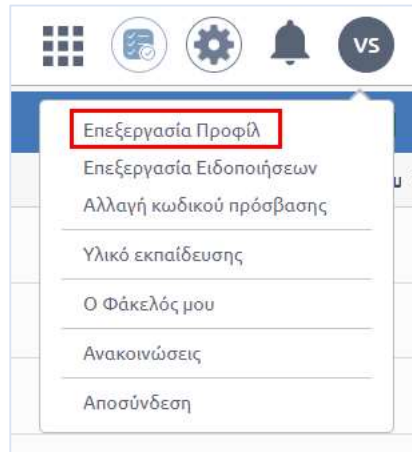 VS
Επεξεργασία Προφίλ
Επεξεργασία Ειδοποιήσεων
υ
Αλλαγή κωδικού πρόσβασης
Υλικό εκπαίδευσης
Ο Φάκελός μου
Ανακοινώσεις
Αποσύνδεση